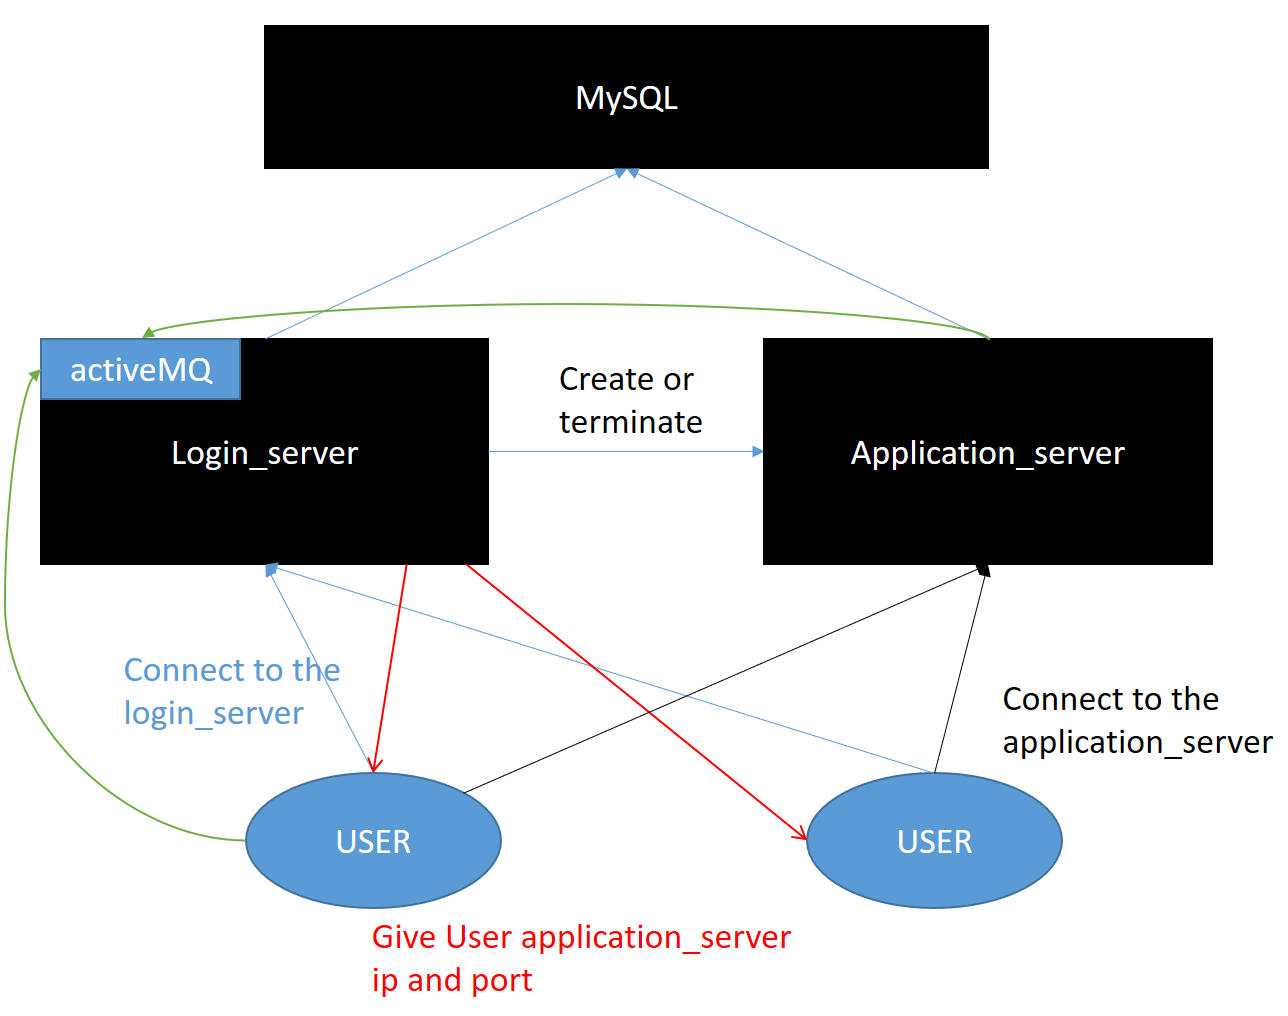 MySQL
activeMQ
Login_server
Create or
terminate
Application_server
Connect to the
login_server
Connect to the
application_server
USER
USER
Give User application_server
ip and port